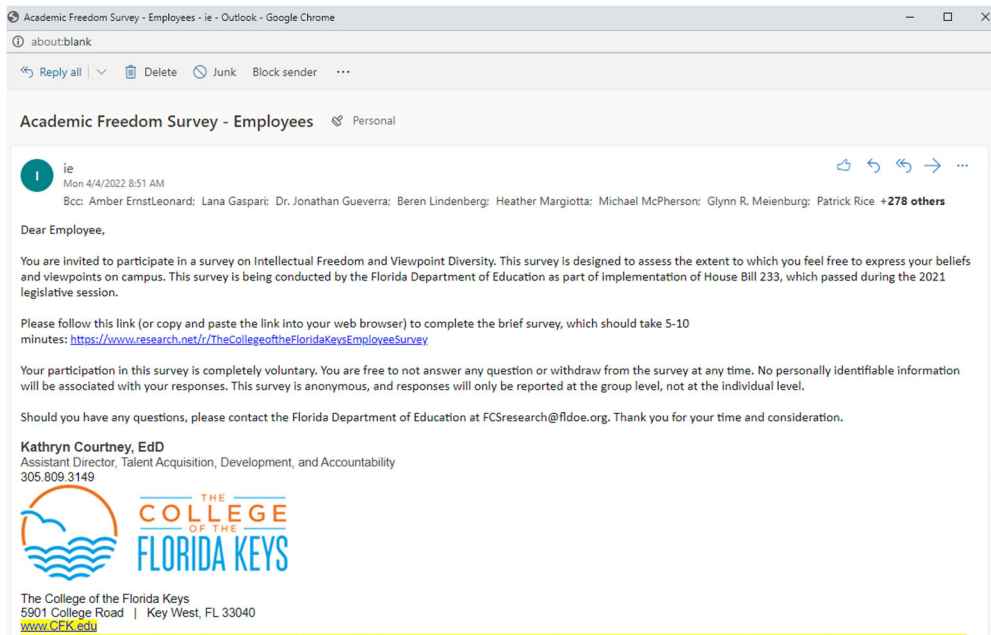 Academic Freedom Survey - Employees - ie - Outlook - Google Chrome
about:blank
Reply all Delete Junk Block sender ...
Academic Freedom Survey - Employees Personal
I
ie
Mon 4/4/2022 8:51 AM
Bcc: Amber ErnstLeonard; Lana Gaspari; Dr. Jonathan Gueverra; Beren Lindenberg; Heather Margiotta; Michael McPherson; Glynn R. Meienburg; Patrick Rice +278 others
Dear Employee,
You are invited to participate in a survey on Intellectual Freedom and Viewpoint Diversity. This survey is designed to assess the extent to which you feel free to express your beliefs
and viewpoints on campus. This survey is being conducted by the Florida Department of Education as part of implementation of House Bill 233, which passed during the 2021
legislative session.
Please follow this link (or copy and paste the link into your web browser) to complete the brief survey, which should take 5-10
minutes: https://www.research.net/r/TheCollegeoftheFloridaKeysEmployeeSurvey
Your participation in this survey is completely voluntary. You are free to not answer any question or withdraw from the survey at any time. No personally identifiable information
will be associated with your responses. This survey is anonymous, and responses will only be reported at the group level, not at the individual level.
Should you have any questions, please contact the Florida Department of Education at FCSresearch@fldoe.org. Thank you for your time and consideration.
Kathryn Courtney, EdD
Assistant Director, Talent Acquisition, Development, and Accountability
305.809.3149
THE
COLLEGE
OF THE
FLORIDA KEYS
The College of the Florida Keys
5901 College Road | Key West, FL 33040
www.CFK.edu